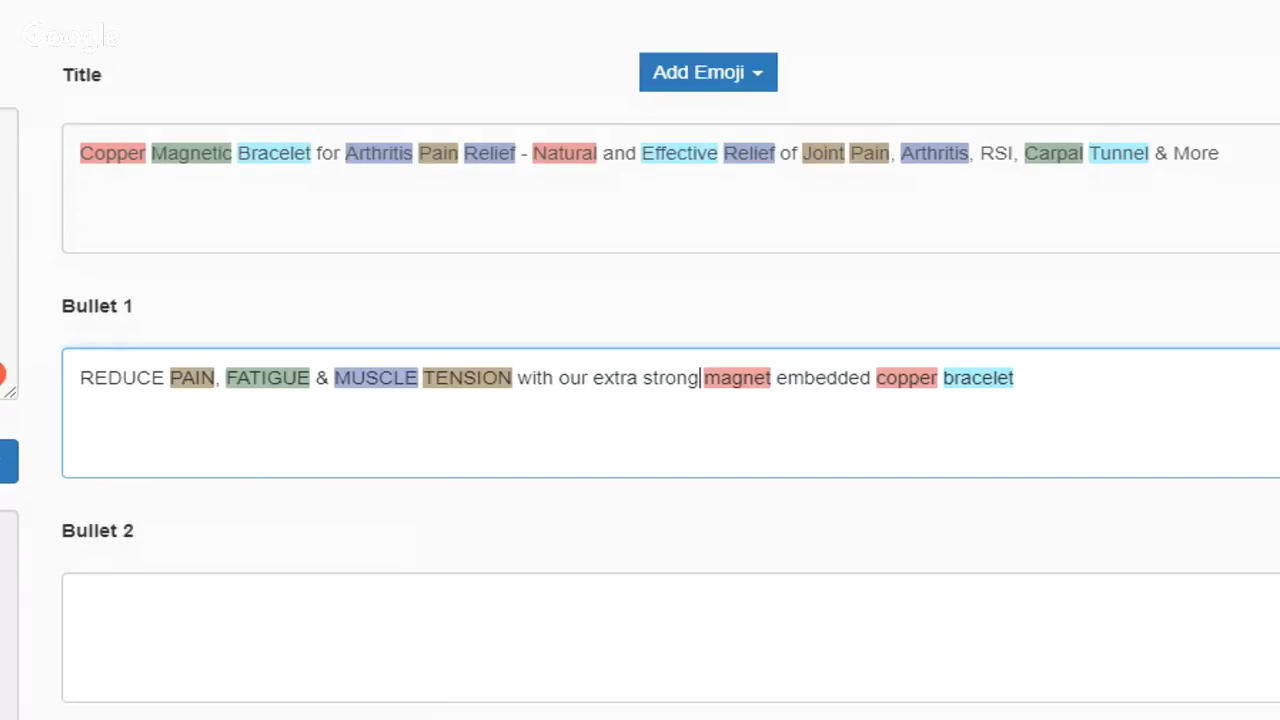 Google
Title
Add Emoji
Copper Magnetic Bracelet for Arthritis Pain Relief - Natural and Effective Relief of Joint Pain, Arthritis, RSI, Carpal Tunnel & More
Bullet 1
REDUCE PAIN, FATIGUE & MUSCLE TENSION with our extra strong magnet embedded copper bracelet
Bullet 2